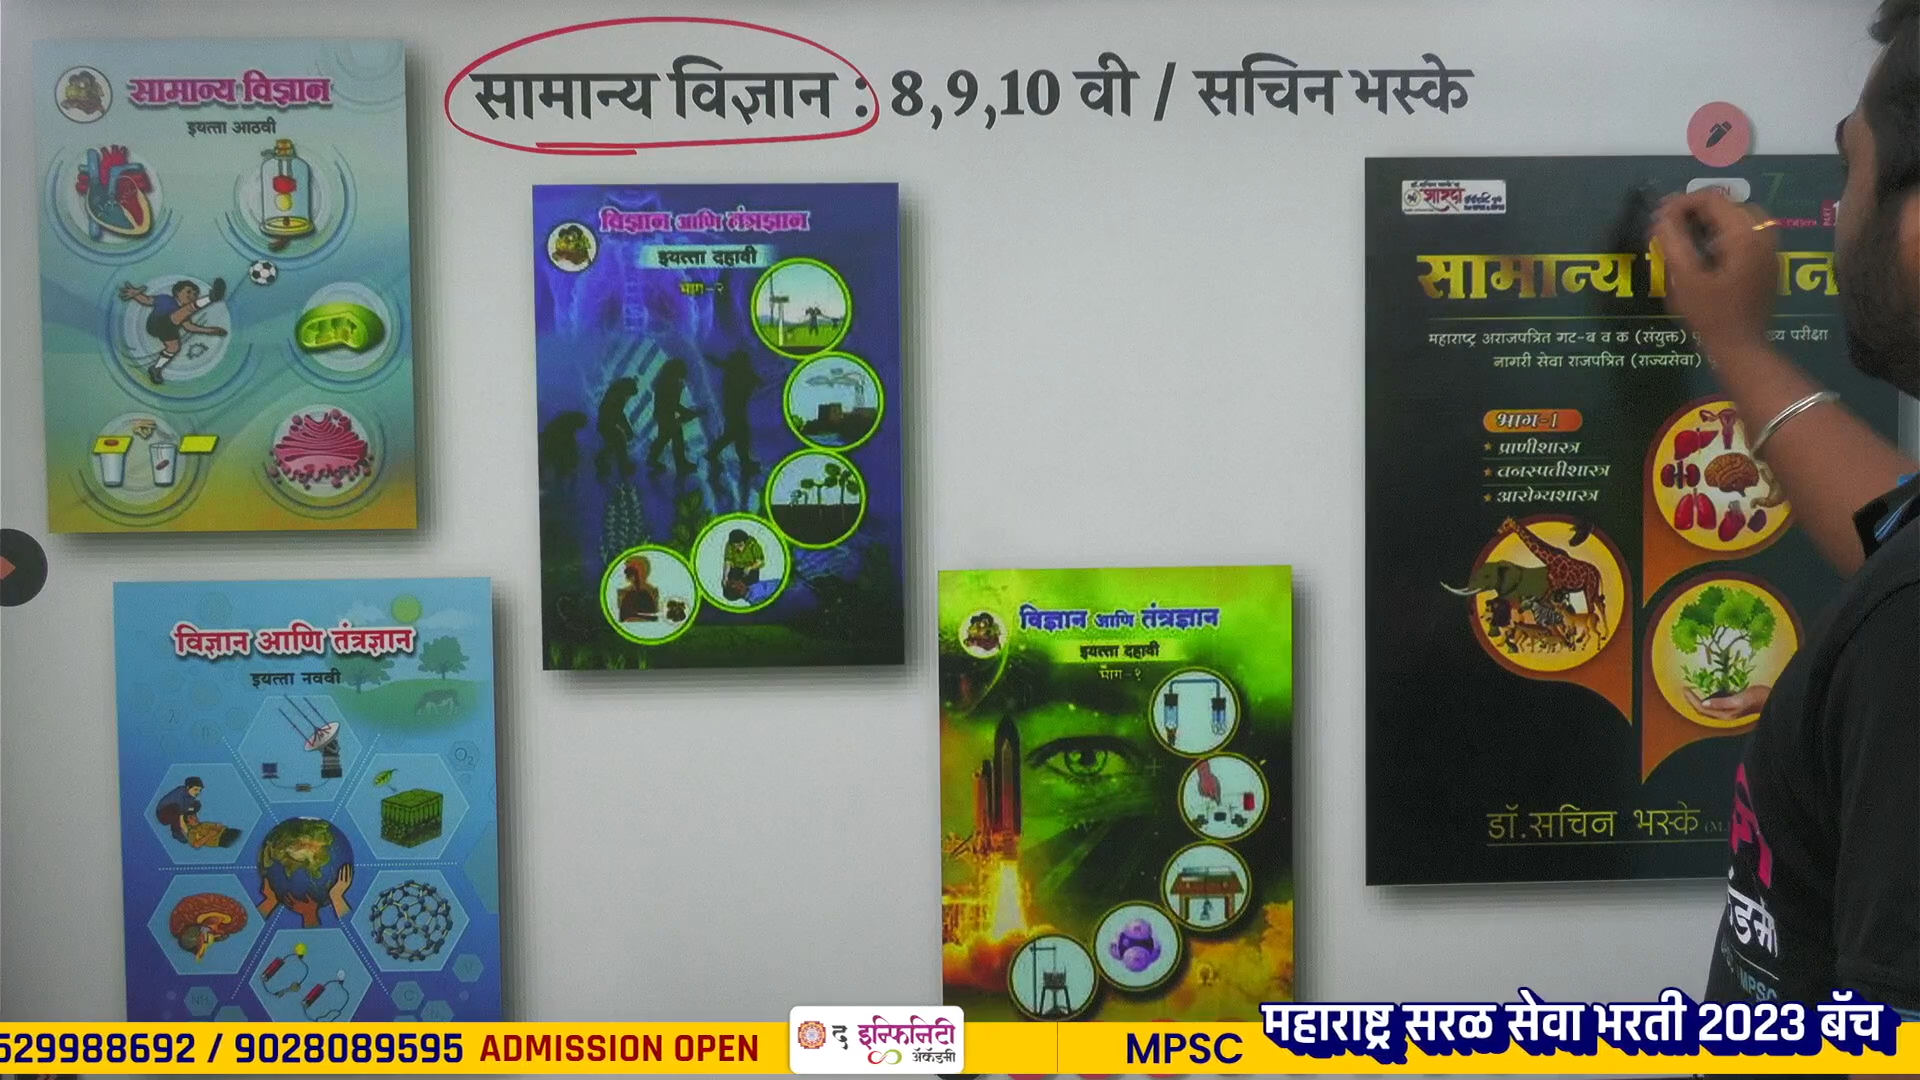 सामान्य विज्ञान : 8,9,10 वी / सचिन भस्के
सामान्य विज्ञान
इयत्ता आठवी
विज्ञान आणि तंत्रज्ञान
इयत्ता दहावी
भाग-२
सामान्य
महाराष्ट्र अराजपत्रित गट-ब व क (संयुक्त)
परीक्षा
नागरी सेवा राजपत्रित (राज्यसेवा)
भाग-1
प्राणीशास्त्र
वनस्पतीशास्त्र
आरोग्यशास्त्र
डॉ.सचिन भस्के
विज्ञान आणि तंत्रज्ञान
इयत्ता नववी
विज्ञान आणि तंत्रज्ञान
इयत्ता दहावी
भाग-१
529988692 / 9028089595 ADMISSION OPEN
द इन्फिनिटी
अ‍ॅकॅडमी
MPSC
महाराष्ट्र सरळ सेवा भरती 2023 बॅच